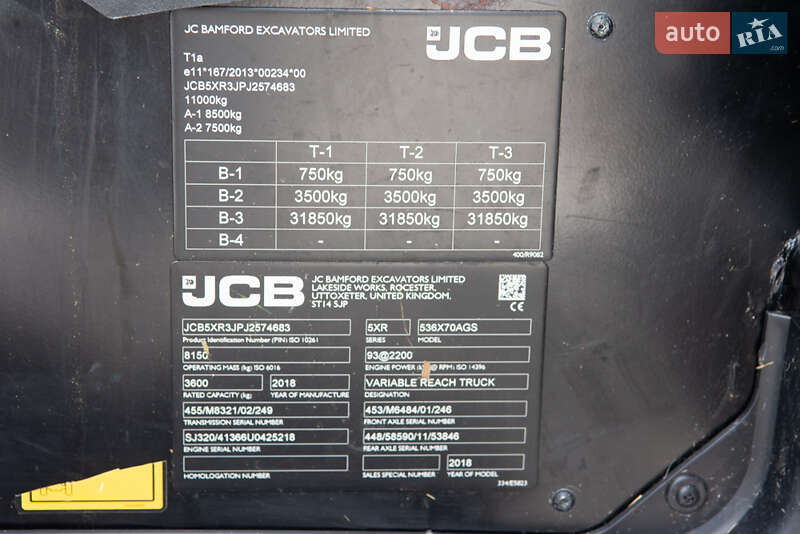 auto RIA
JC BAMFORD EXCAVATORS LIMITED
JCB
T1a
e11*167/2013*00234*00
JCB5XR3JPJ2574683
11000kg
A-1 8500kg
A-2 7500kg
T-1 T-2 T-3
B-1 750kg 750kg 750kg
B-2 3500kg 3500kg 3500kg
B-3 31850kg 31850kg 31850kg
B-4 - - -
400/R9082
JCB
JC BAMFORD EXCAVATORS LIMITED
LAKESIDE WORKS, ROCESTER,
UTTOXETER, UNITED KINGDOM,
ST14 5JP
CE
JCB5XR3JPJ2574683 5XR 536X70AGS
Product Identification Number (PIN) ISO 10261 SERIES MODEL
8150 93@2200
OPERATING MASS (kg) ISO 6016 ENGINE POWER (kW)@ RPM: ISO 14396
3600 2018 VARIABLE REACH TRUCK
RATED CAPACITY (kg) YEAR OF MANUFACTURE DESIGNATION
455/M8321/02/249 453/M6484/01/246
TRANSMISSION SERIAL NUMBER FRONT AXLE SERIAL NUMBER
SJ320/41366U0425218 448/58590/11/53846
ENGINE SERIAL NUMBER REAR AXLE SERIAL NUMBER
2018
HOMOLOGATION NUMBER SALES SPECIAL NUMBER YEAR OF MODEL
334/E5823